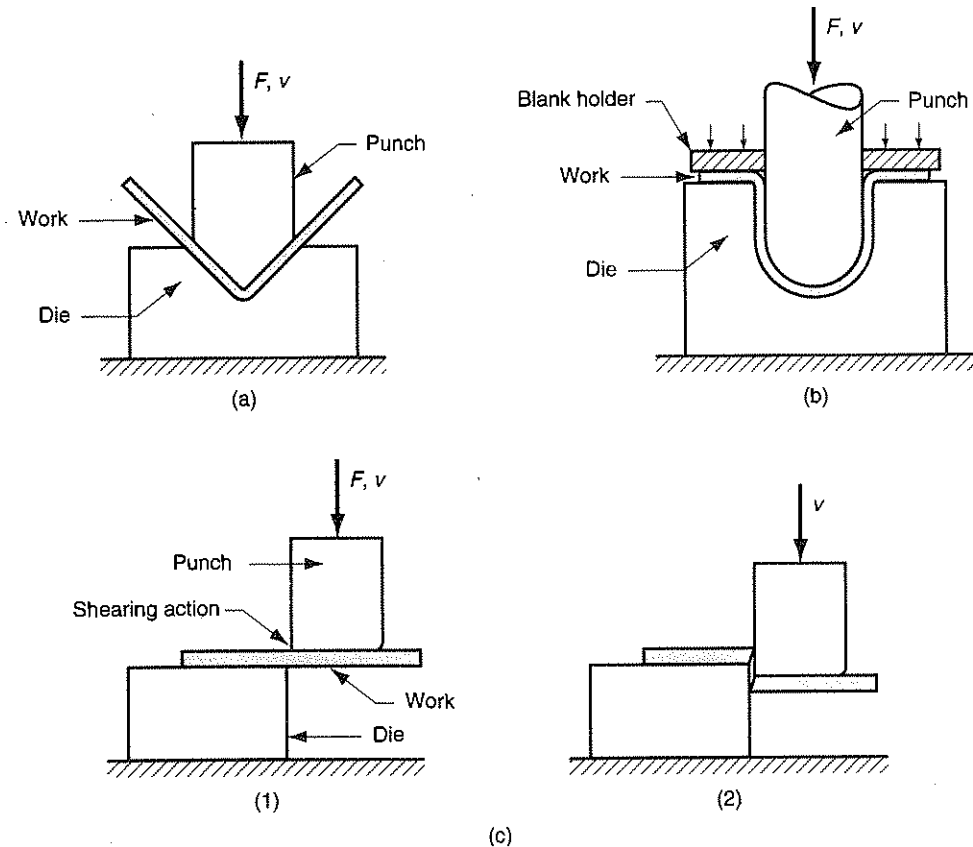 F, v
Punch
Work
Die
(a)
F, v
Blank holder
Punch
Work
Die
(b)
F, v
Punch
Shearing action
Work
Die
(1)
v
(2)
(c)